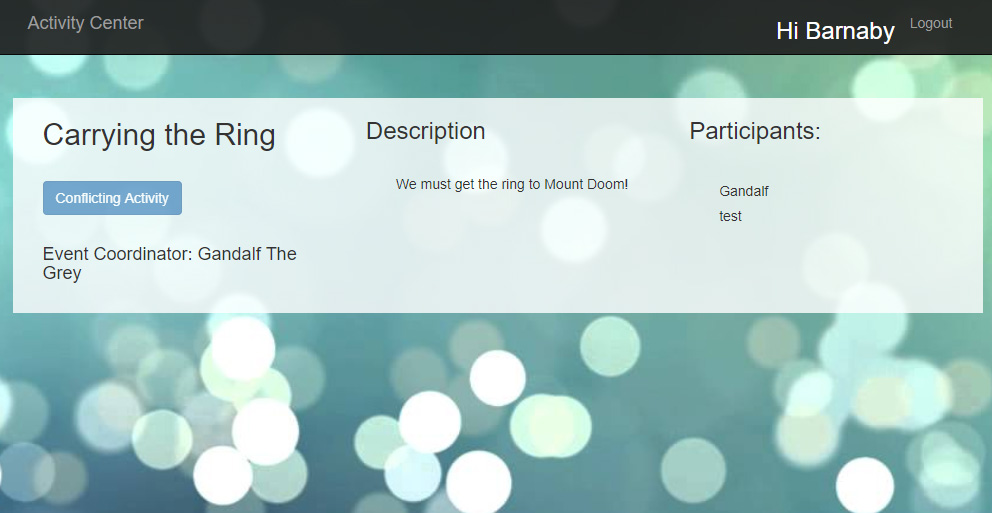 Activity Center
Hi Barnaby
Logout
Carrying the Ring
Conflicting Activity
Event Coordinator: Gandalf The
Grey
Description
We must get the ring to Mount Doom!
Participants:
Gandalf
test